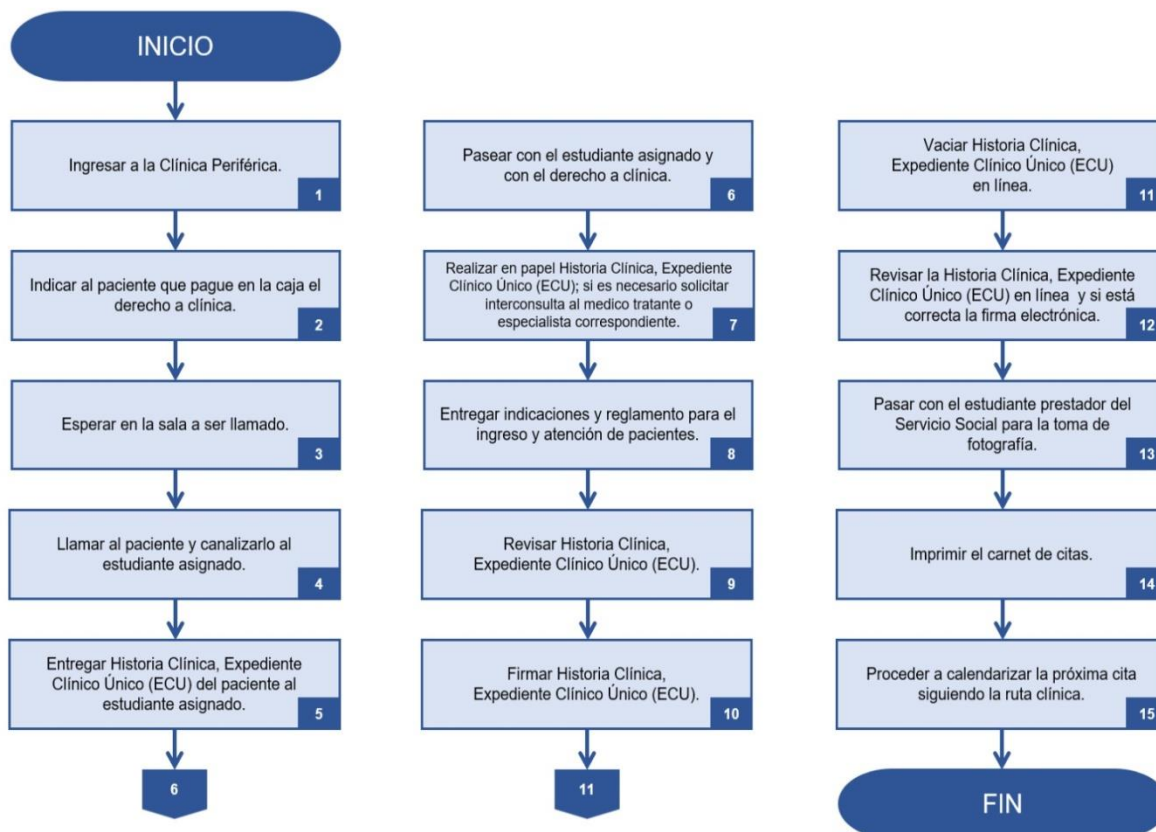 INICIO
Ingresar a la Clínica Periférica.
1
Indicar al paciente que pague en la caja el
derecho a clínica.
2
Esperar en la sala a ser llamado.
3
Llamar al paciente y canalizarlo al
estudiante asignado.
4
Entregar Historia Clínica, Expediente
Clínico Único (ECU) del paciente al
estudiante asignado.
5
6
Pasear con el estudiante asignado y
con el derecho a clínica.
6
Realizar en papel Historia Clínica, Expediente
Clínico Único (ECU); si es necesario solicitar
interconsulta al medico tratante o
especialista correspondiente.
7
Entregar indicaciones y reglamento para el
ingreso y atención de pacientes.
8
Revisar Historia Clínica,
Expediente Clínico Único (ECU).
9
Firmar Historia Clínica,
Expediente Clínico Único (ECU).
10
11
Vaciar Historia Clínica,
Expediente Clínico Único (ECU)
en línea.
11
Revisar la Historia Clínica, Expediente
Clínico Único (ECU) en línea y si está
correcta la firma electrónica.
12
Pasar con el estudiante prestador del
Servicio Social para la toma de
fotografía.
13
Imprimir el carnet de citas.
14
Proceder a calendarizar la próxima cita
siguiendo la ruta clínica.
15
FIN